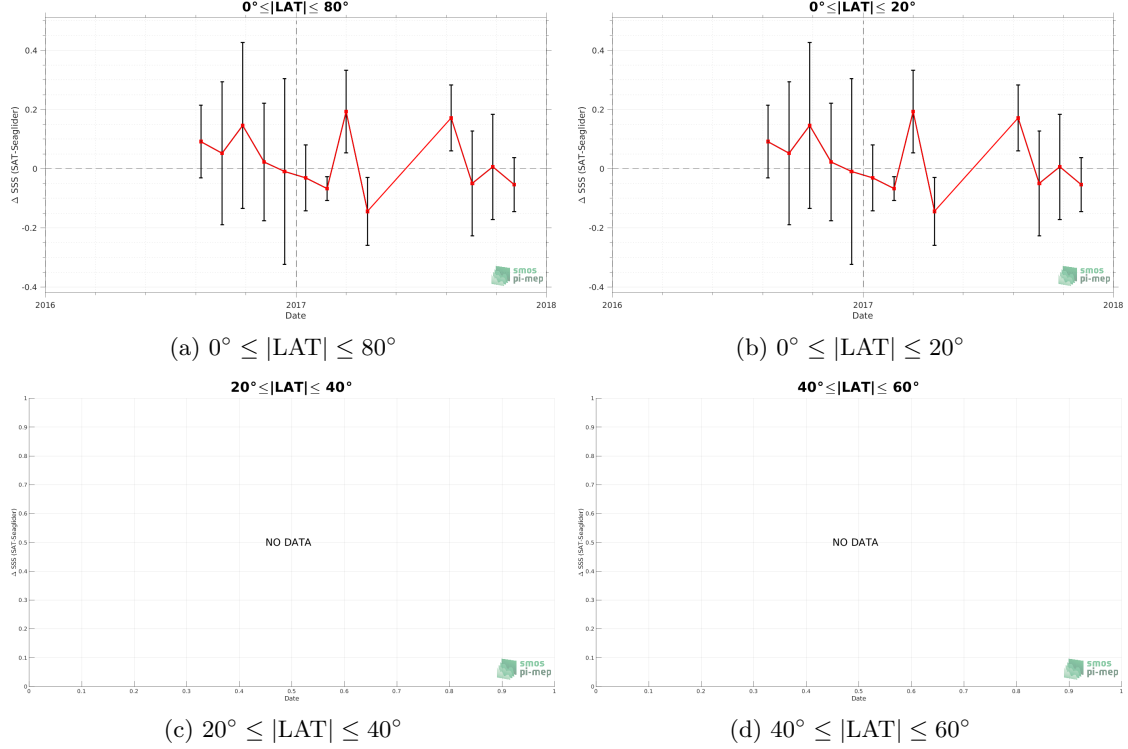 0°≤|LAT|≤ 80°
Δ SSS (SAT-Seaglider)
0.4
0.2
0
-0.2
-0.4
2016
2017
2018
Date
smos
pi-mep
(a) 0° ≤ |LAT| ≤ 80°
0°≤|LAT|≤ 20°
Δ SSS (SAT-Seaglider)
0.4
0.2
0
-0.2
-0.4
2016
2017
2018
Date
smos
pi-mep
(b) 0° ≤ |LAT| ≤ 20°
20°≤|LAT|≤ 40°
Δ SSS (SAT-Seaglider)
1
0.9
0.8
0.7
0.6
0.5
0.4
0.3
0.2
0.1
0
NO DATA
0 0.1 0.2 0.3 0.4 0.5 0.6 0.7 0.8 0.9 1
Date
smos
pi-mep
(c) 20° ≤ |LAT| ≤ 40°
40°≤|LAT|≤ 60°
Δ SSS (SAT-Seaglider)
1
0.9
0.8
0.7
0.6
0.5
0.4
0.3
0.2
0.1
0
NO DATA
0 0.1 0.2 0.3 0.4 0.5 0.6 0.7 0.8 0.9 1
Date
smos
pi-mep
(d) 40° ≤ |LAT| ≤ 60°